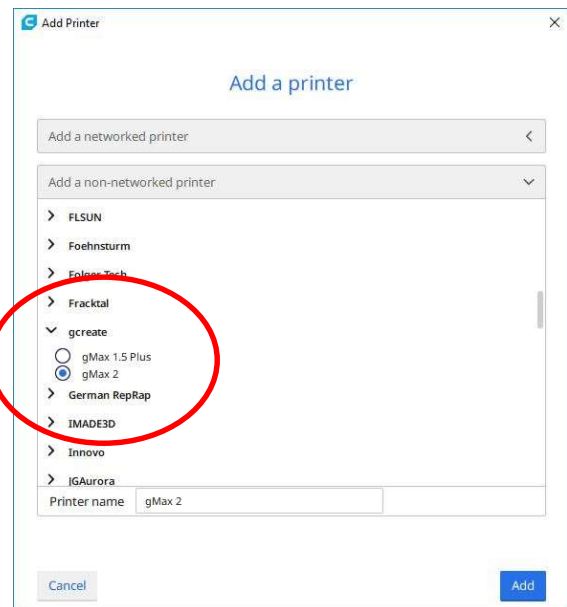 Add Printer
Add a printer
Add a networked printer
Add a non-networked printer
FLSUN
Foehnsturm
Folger Tech
Fracktal
gcreate
gMax 1.5 Plus
gMax 2
German RepRap
IMADE3D
Innovo
JGAurora
Printer name gMax 2
Cancel Add